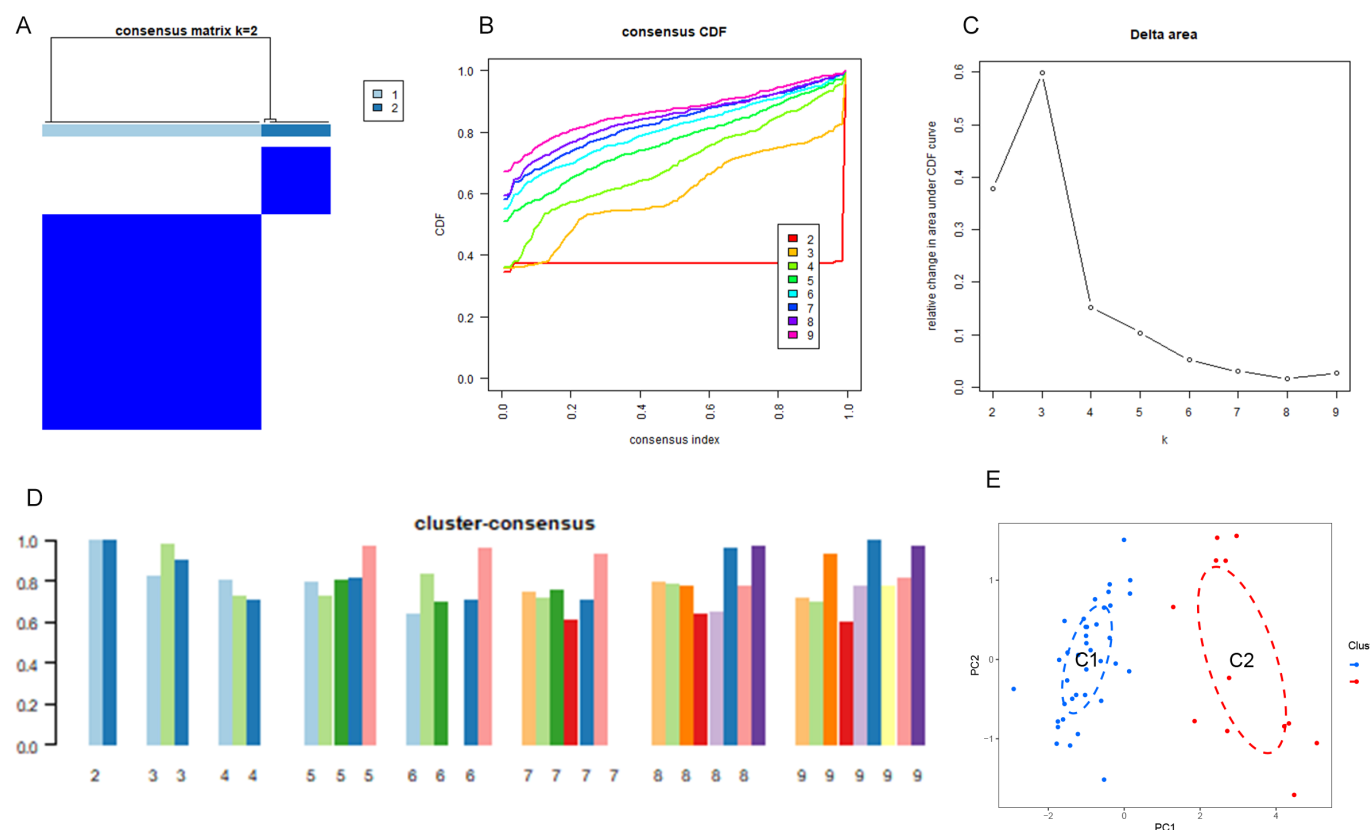 A
consensus matrix k=2
1
2
B
consensus CDF
CDF
1.0
0.8
0.6
0.4
0.2
0.0
2
3
4
5
6
7
8
9
0.0 0.2 0.4 0.6 0.8 1.0
consensus index
C
Delta area
relative change in area under CDF curve
0.6
0.5
0.4
0.3
0.2
0.1
0.0
2 3 4 5 6 7 8 9
k
D
cluster-consensus
1.0
0.8
0.6
0.4
0.2
0.0
2 3 3 4 4 5 5 5 6 6 6 7 7 7 7 8 8 8 8 9 9 9 9 9
E
PC2
1
0
−1
C1
C2
Clus
−2 0 2 4
PC1